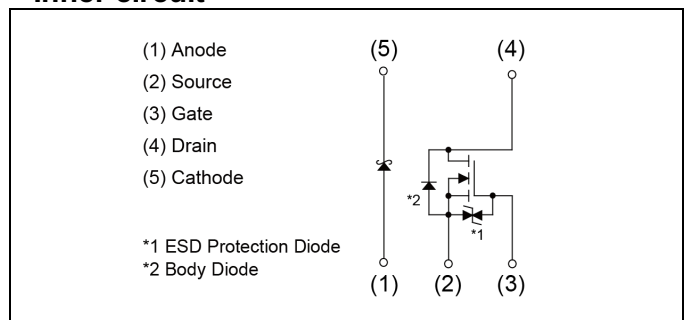 Inner circuit
(1) Anode
(2) Source
(3) Gate
(4) Drain
(5) Cathode
*1 ESD Protection Diode
*2 Body Diode
(5) (4)
*2
*1
(1) (2) (3)